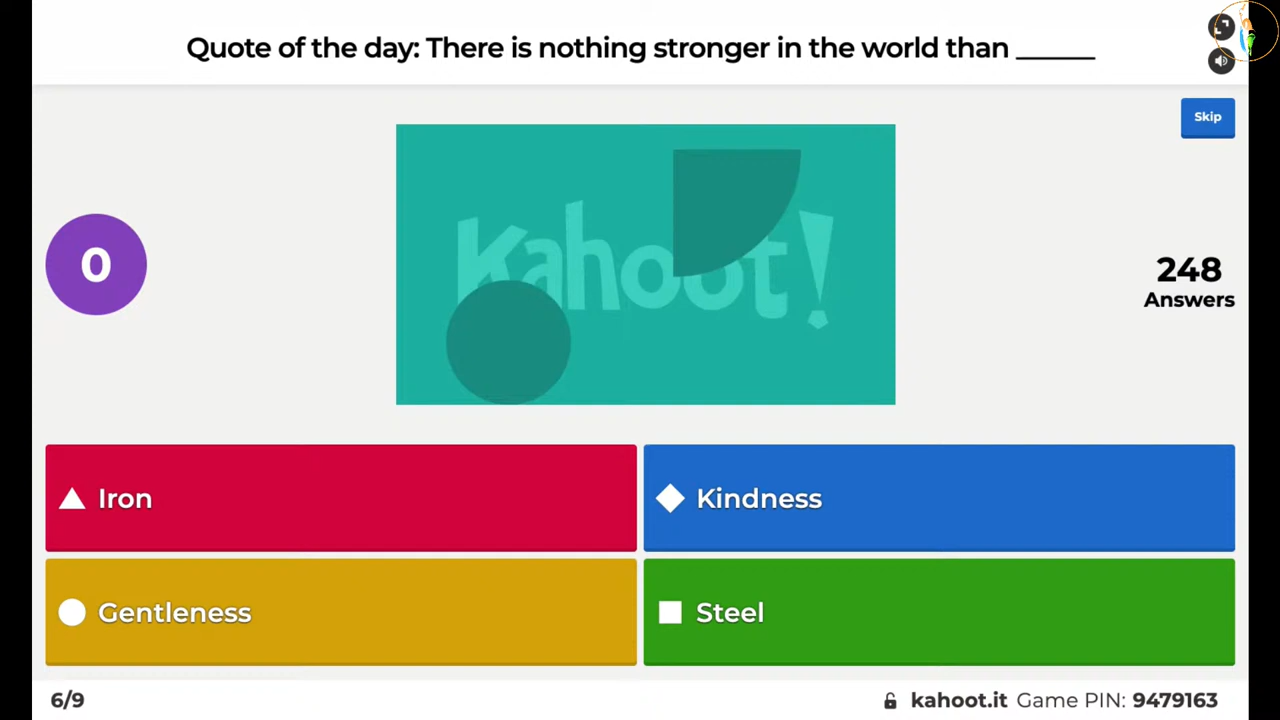 Quote of the day: There is nothing stronger in the world than ______
Skip
0
Kahoot!
248
Answers
Iron
Kindness
Gentleness
Steel
6/9
kahoot.it Game PIN: 9479163